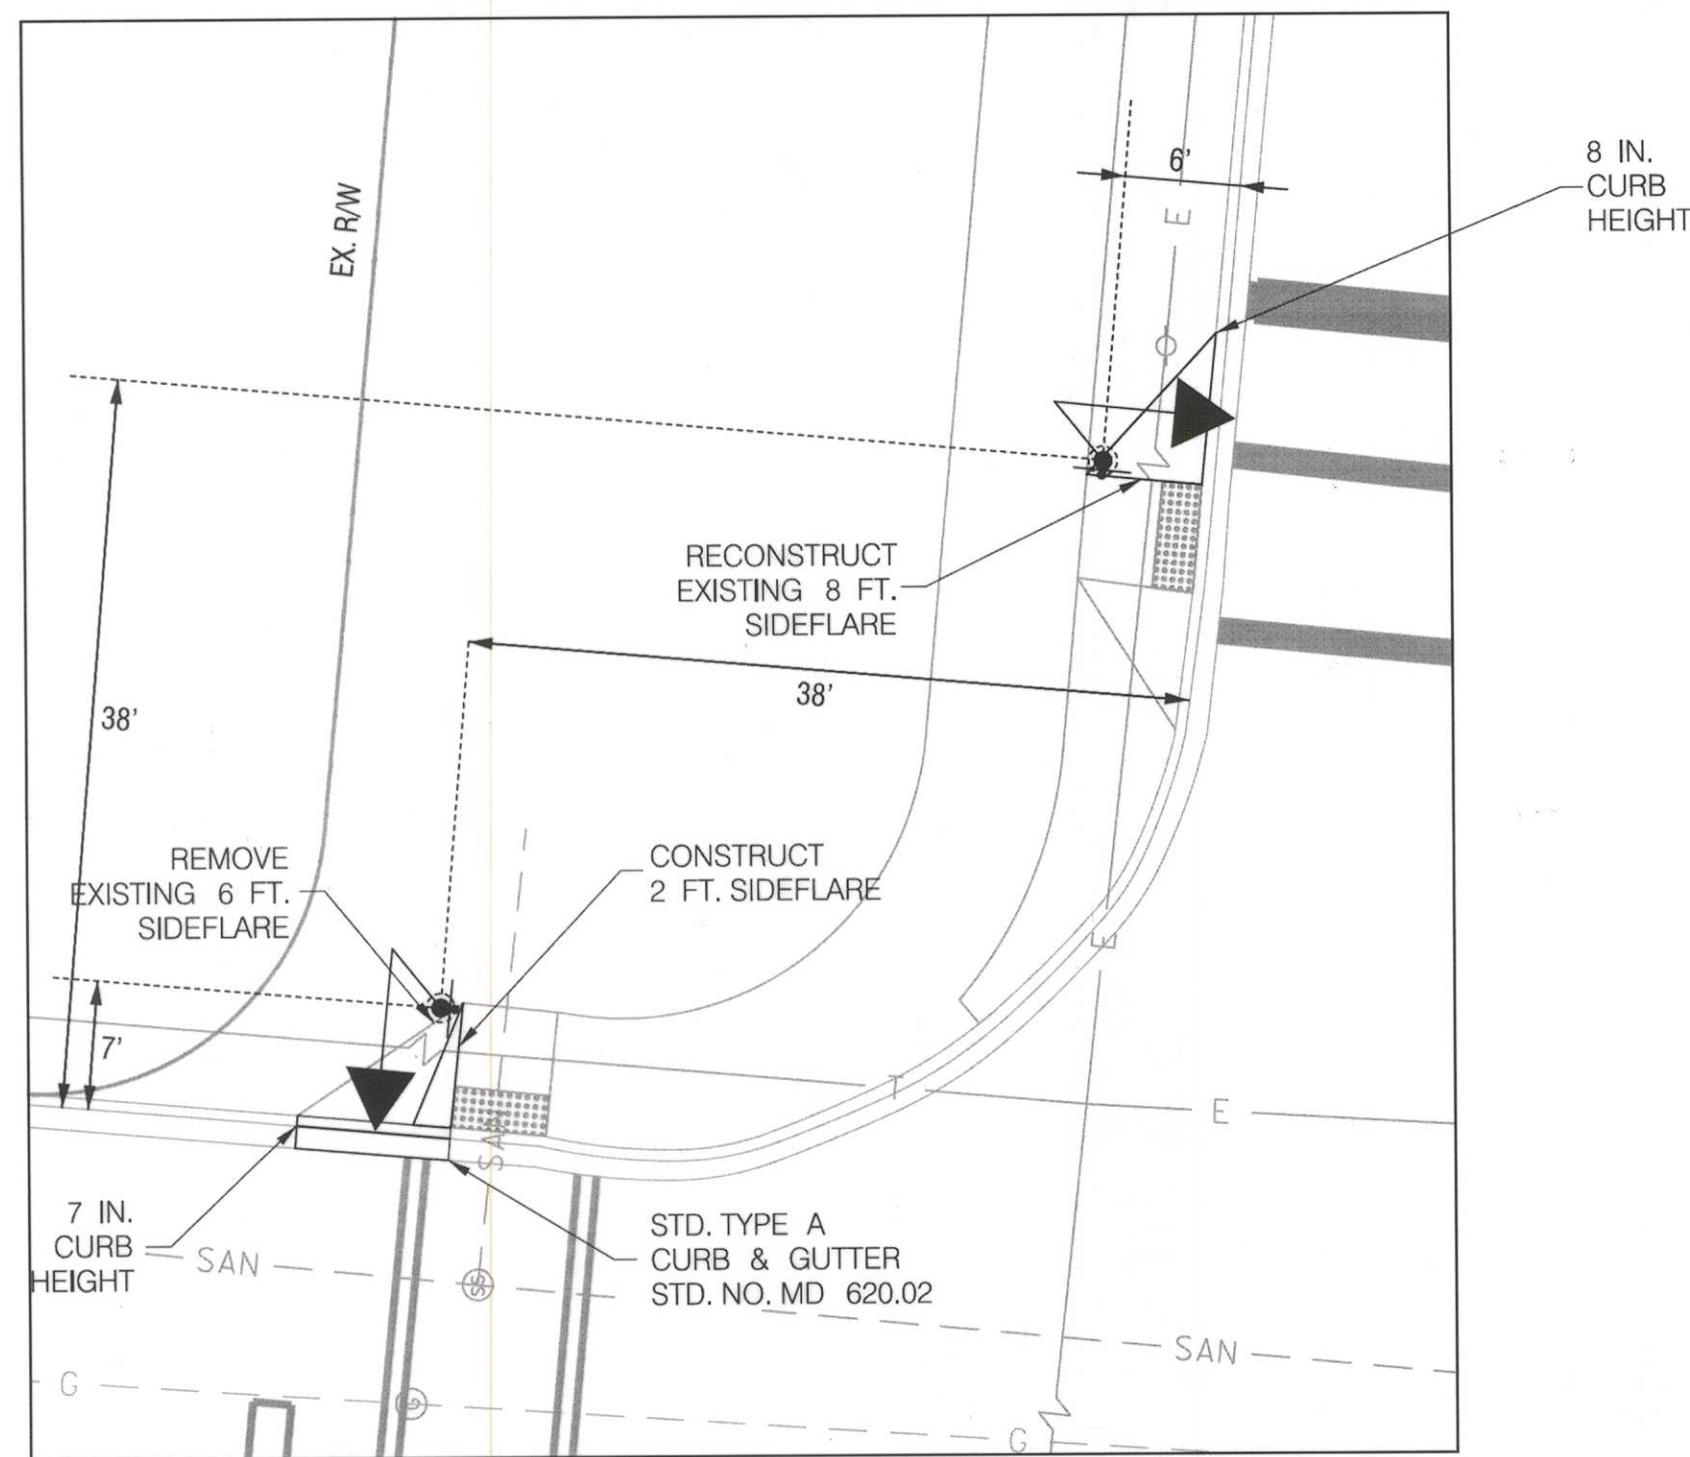 8 IN.
CURB
HEIGHT
6'
E
EX. R/W
RECONSTRUCT
EXISTING 8 FT.
SIDEFLARE
38'
38'
REMOVE
EXISTING 6 FT.
SIDEFLARE
CONSTRUCT
2 FT. SIDEFLARE
E
7'
T
E
SAN
7 IN.
CURB
HEIGHT
STD. TYPE A
CURB & GUTTER
STD. NO. MD 620.02
SAN
SS
SAN
G
G
G